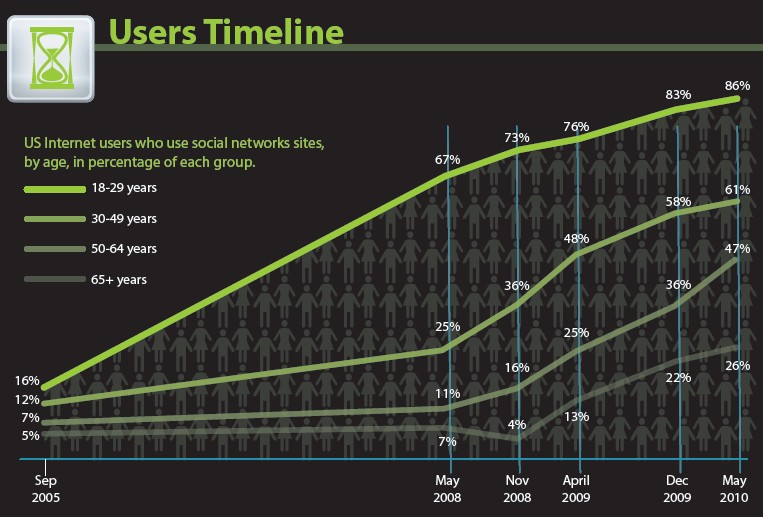 Users Timeline
US Internet users who use social networks sites,
by age, in percentage of each group.
18-29 years
30-49 years
50-64 years
65+ years
86%
83%
76%
73%
67%
61%
58%
48%
47%
36%
36%
25%
25%
26%
22%
16%
16%
12%
11%
13%
7%
4%
7%
5%
Sep
2005
May
2008
Nov
2008
April
2009
Dec
2009
May
2010